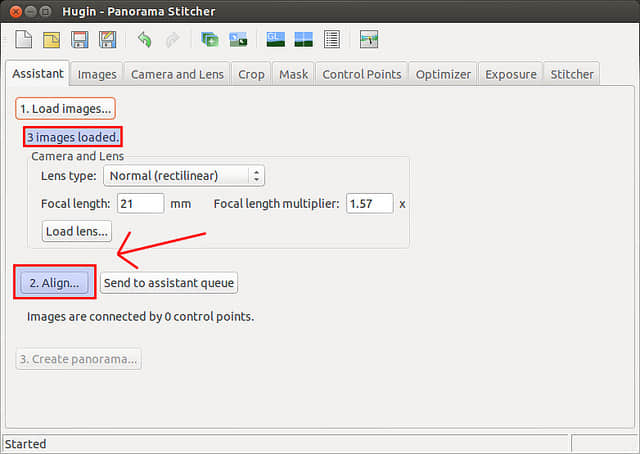 Hugin - Panorama Stitcher
GL
Assistant Images Camera and Lens Crop Mask Control Points Optimizer Exposure Stitcher
1. Load images...
3 images loaded.
Camera and Lens
Lens type: Normal (rectilinear)
Focal length: 21 mm Focal length multiplier: 1.57 x
Load lens...
2. Align... Send to assistant queue
Images are connected by 0 control points.
3. Create panorama...
Started